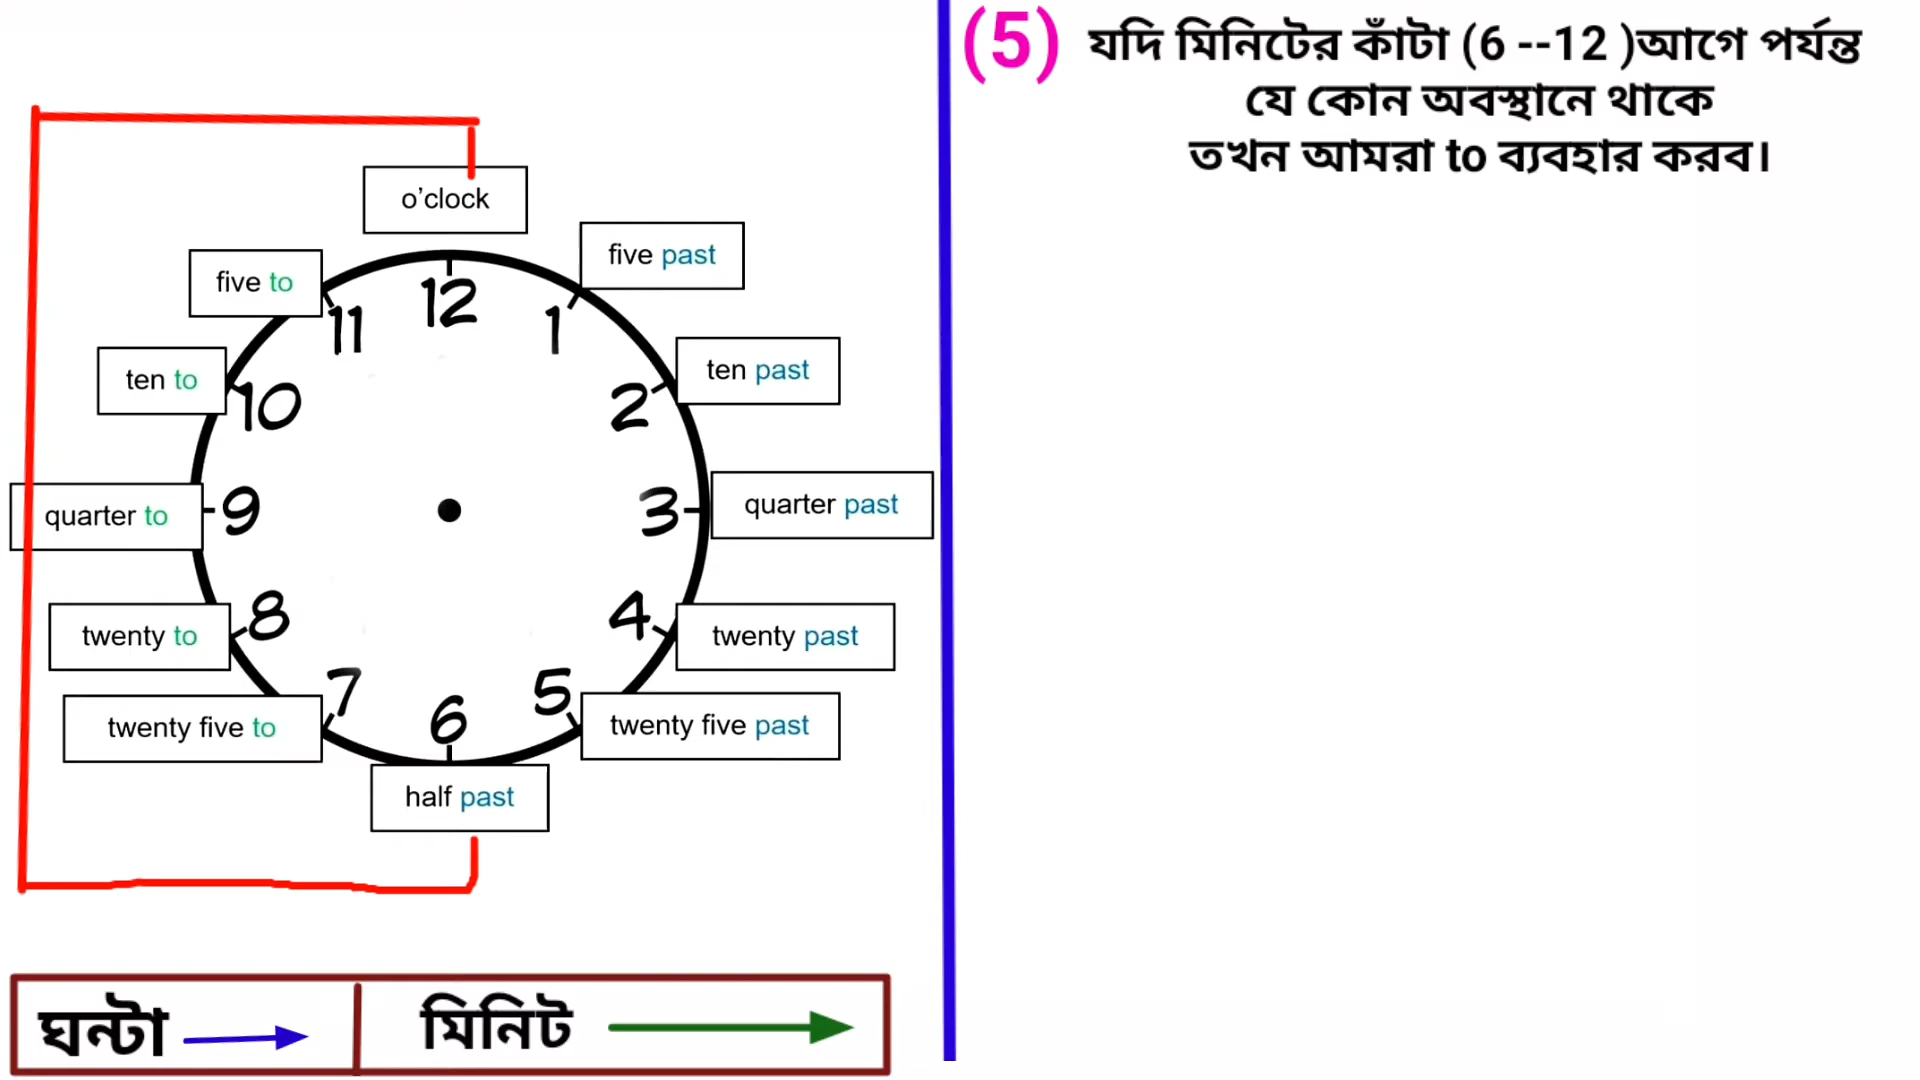 (5) যদি মিনিটের কাঁটা (6 --12 )আগে পর্যন্ত
যে কোন অবস্থানে থাকে
তখন আমরা to ব্যবহার করব।
o’clock
five past
five to
12
11
1
ten past
ten to
10
2
quarter past
quarter to
9
3
twenty past
twenty to
8
4
7
5
6
twenty five past
twenty five to
half past
ঘন্টা
মিনিট